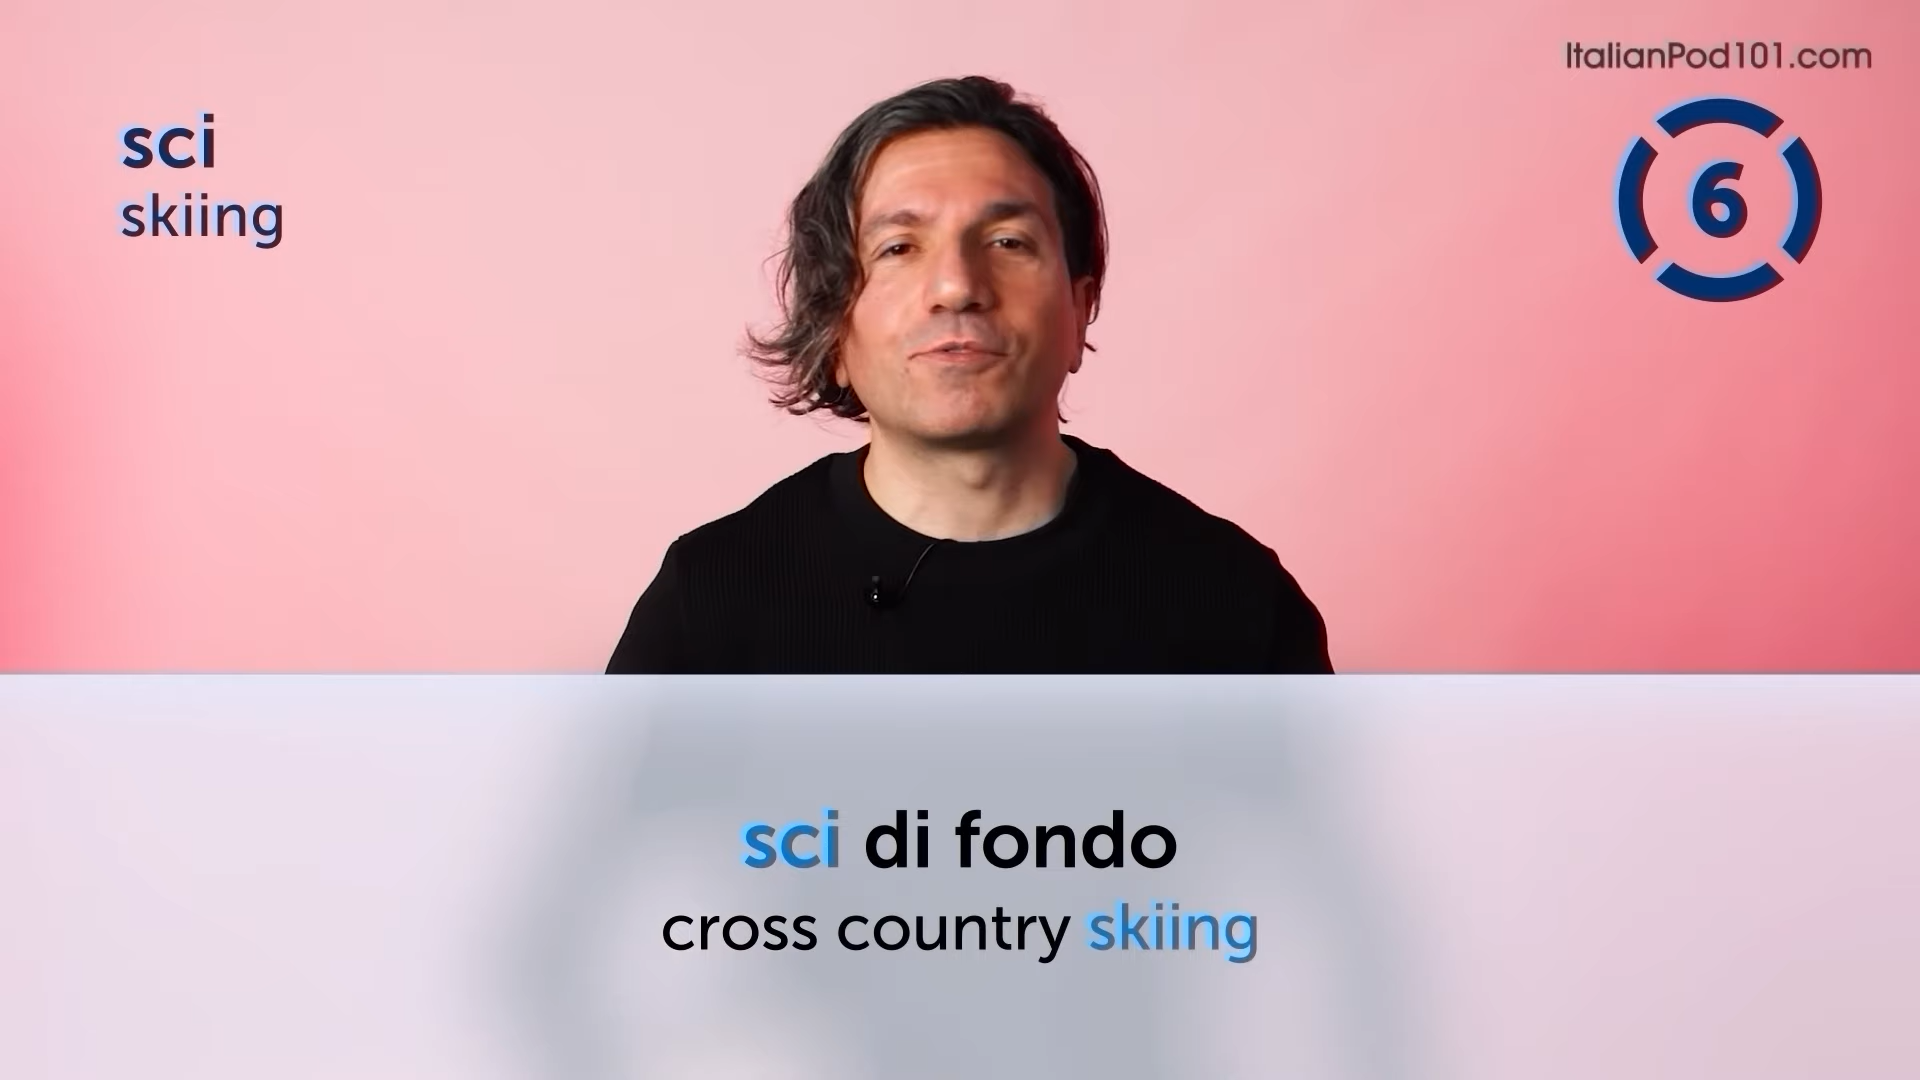 ItalianPod101.com
sci
skiing
6
sci di fondo
cross country skiing